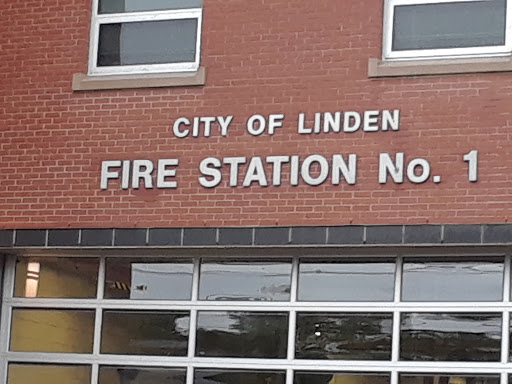 CITY OF LINDEN
FIRE STATION No. 1